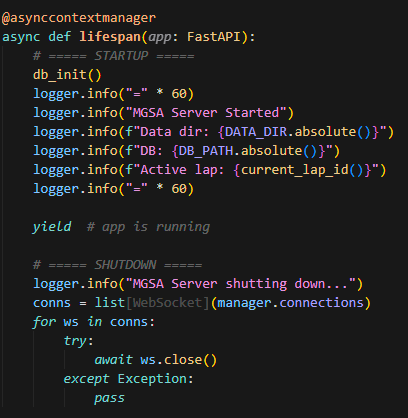 @asynccontextmanager
async def lifespan(app: FastAPI):
    # ===== STARTUP =====
    db_init()
    logger.info("=" * 60)
    logger.info("MGSA Server Started")
    logger.info(f"Data dir: {DATA_DIR.absolute()}")
    logger.info(f"DB: {DB_PATH.absolute()}")
    logger.info(f"Active lap: {current_lap_id()}")
    logger.info("=" * 60)

    yield  # app is running

    # ===== SHUTDOWN =====
    logger.info("MGSA Server shutting down...")
    conns = list[WebSocket](manager.connections)
    for ws in conns:
        try:
            await ws.close()
        except Exception:
            pass